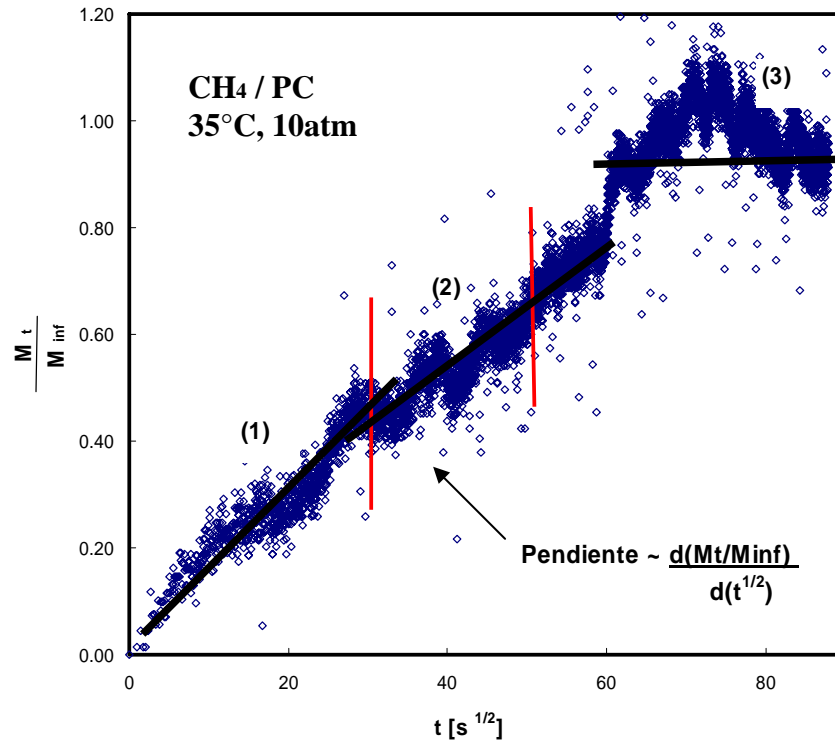 CH4 / PC
35°C, 10atm
(1)
(2)
(3)
Pendiente ~ d(Mt/Minf)
d(t1/2)
M t
M inf
1.20
1.00
0.80
0.60
0.40
0.20
0.00
0
20
40
60
80
t [s 1/2]